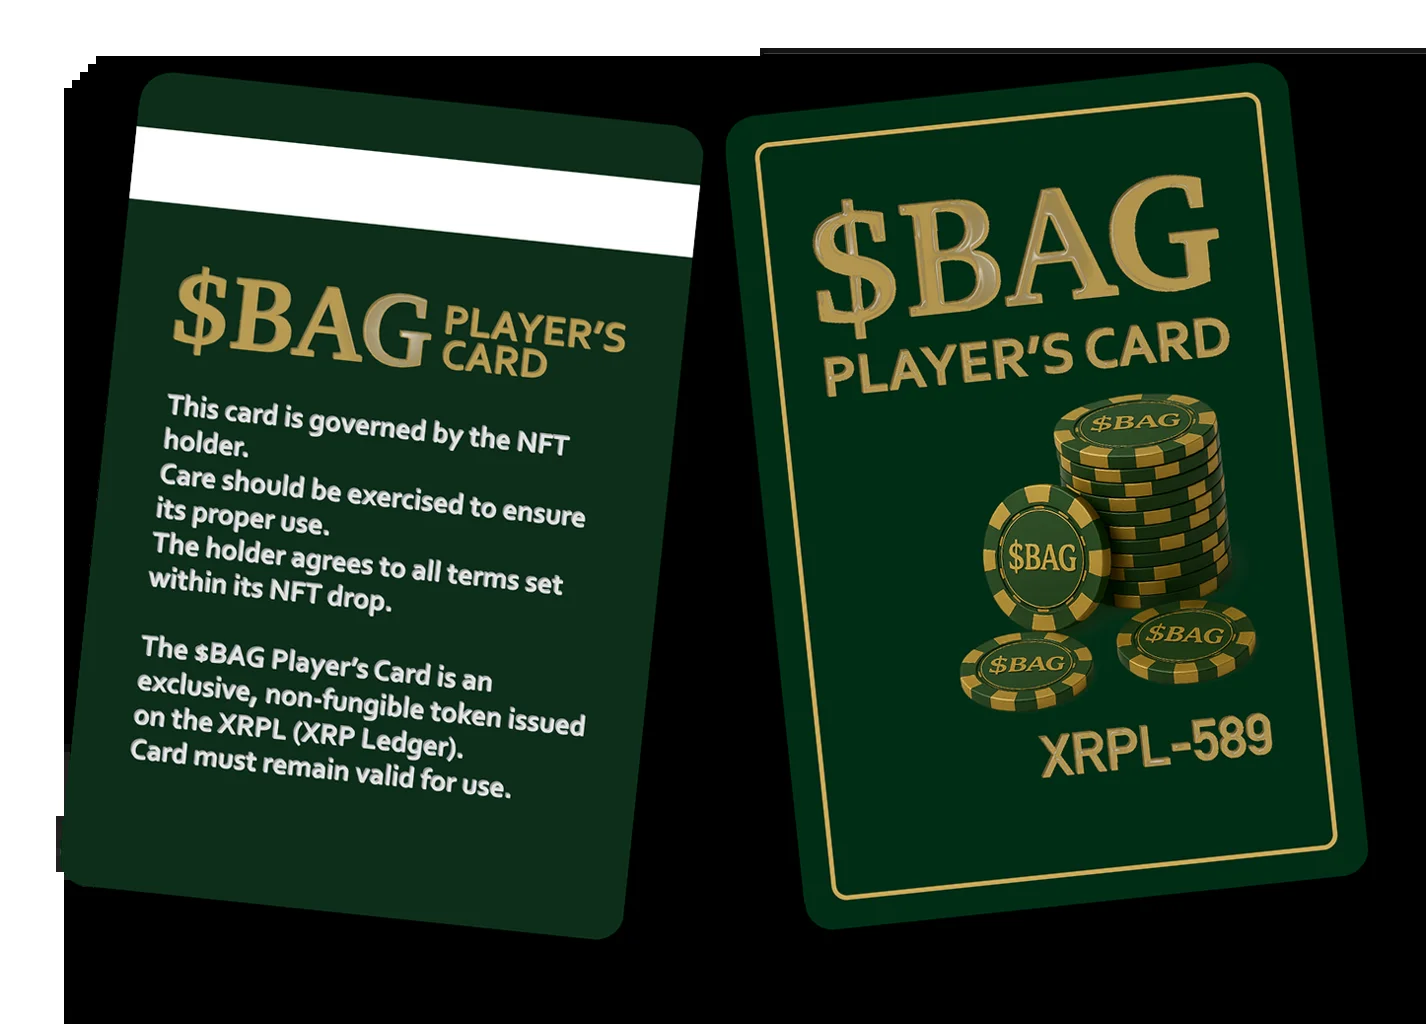 $BAG PLAYER'S
CARD
This card is governed by the NFT
holder.
Care should be exercised to ensure
its proper use.
The holder agrees to all terms set
within its NFT drop.
The $BAG Player's Card is an
exclusive, non-fungible token issued
on the XRPL (XRP Ledger).
Card must remain valid for use.
$BAG
PLAYER'S CARD
$BAG
$BAG
$BAG
$BAG
XRPL-589